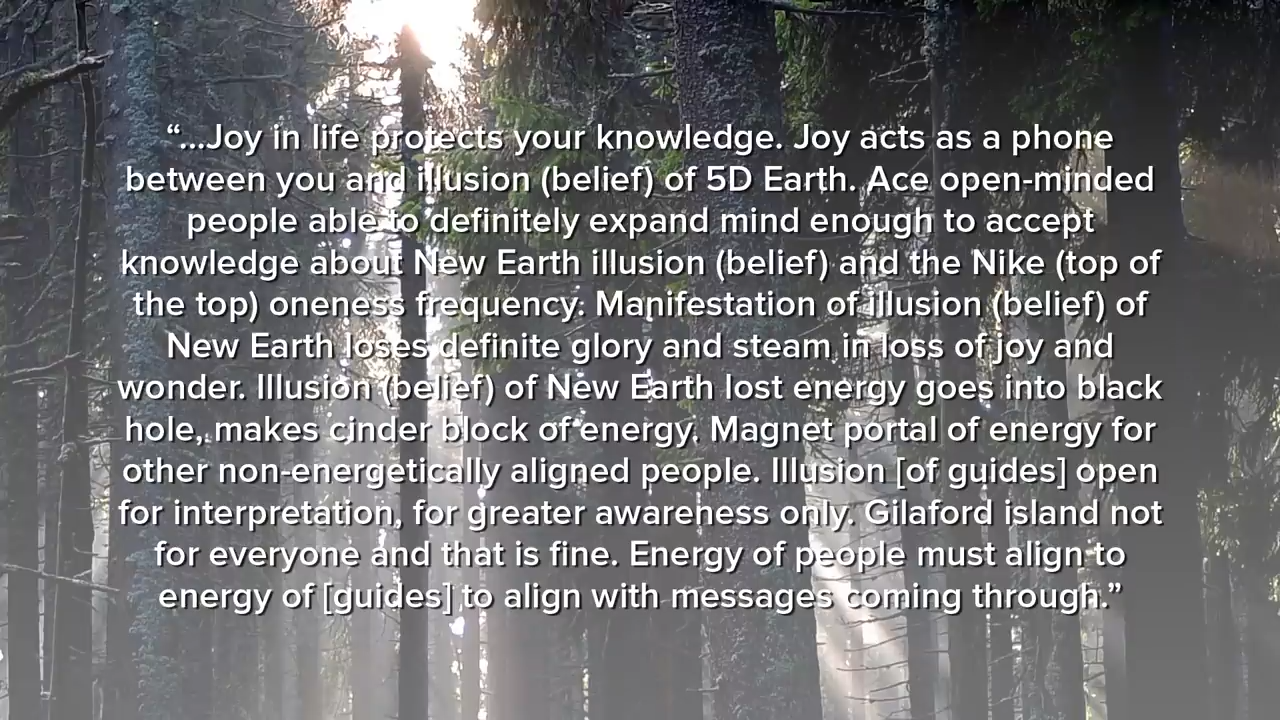 “...Joy in life protects your knowledge. Joy acts as a phone
between you and illusion (belief) of 5D Earth. Ace open-minded
people able to definitely expand mind enough to accept
knowledge about New Earth illusion (belief) and the Nike (top of
the top) oneness frequency. Manifestation of illusion (belief) of
New Earth loses definite glory and steam in loss of joy and
wonder. Illusion (belief) of New Earth lost energy goes into black
hole, makes cinder block of energy. Magnet portal of energy for
other non-energetically aligned people. Illusion [of guides] open
for interpretation, for greater awareness only. Gilaford island not
for everyone and that is fine. Energy of people must align to
energy of [guides] to align with messages coming through.”